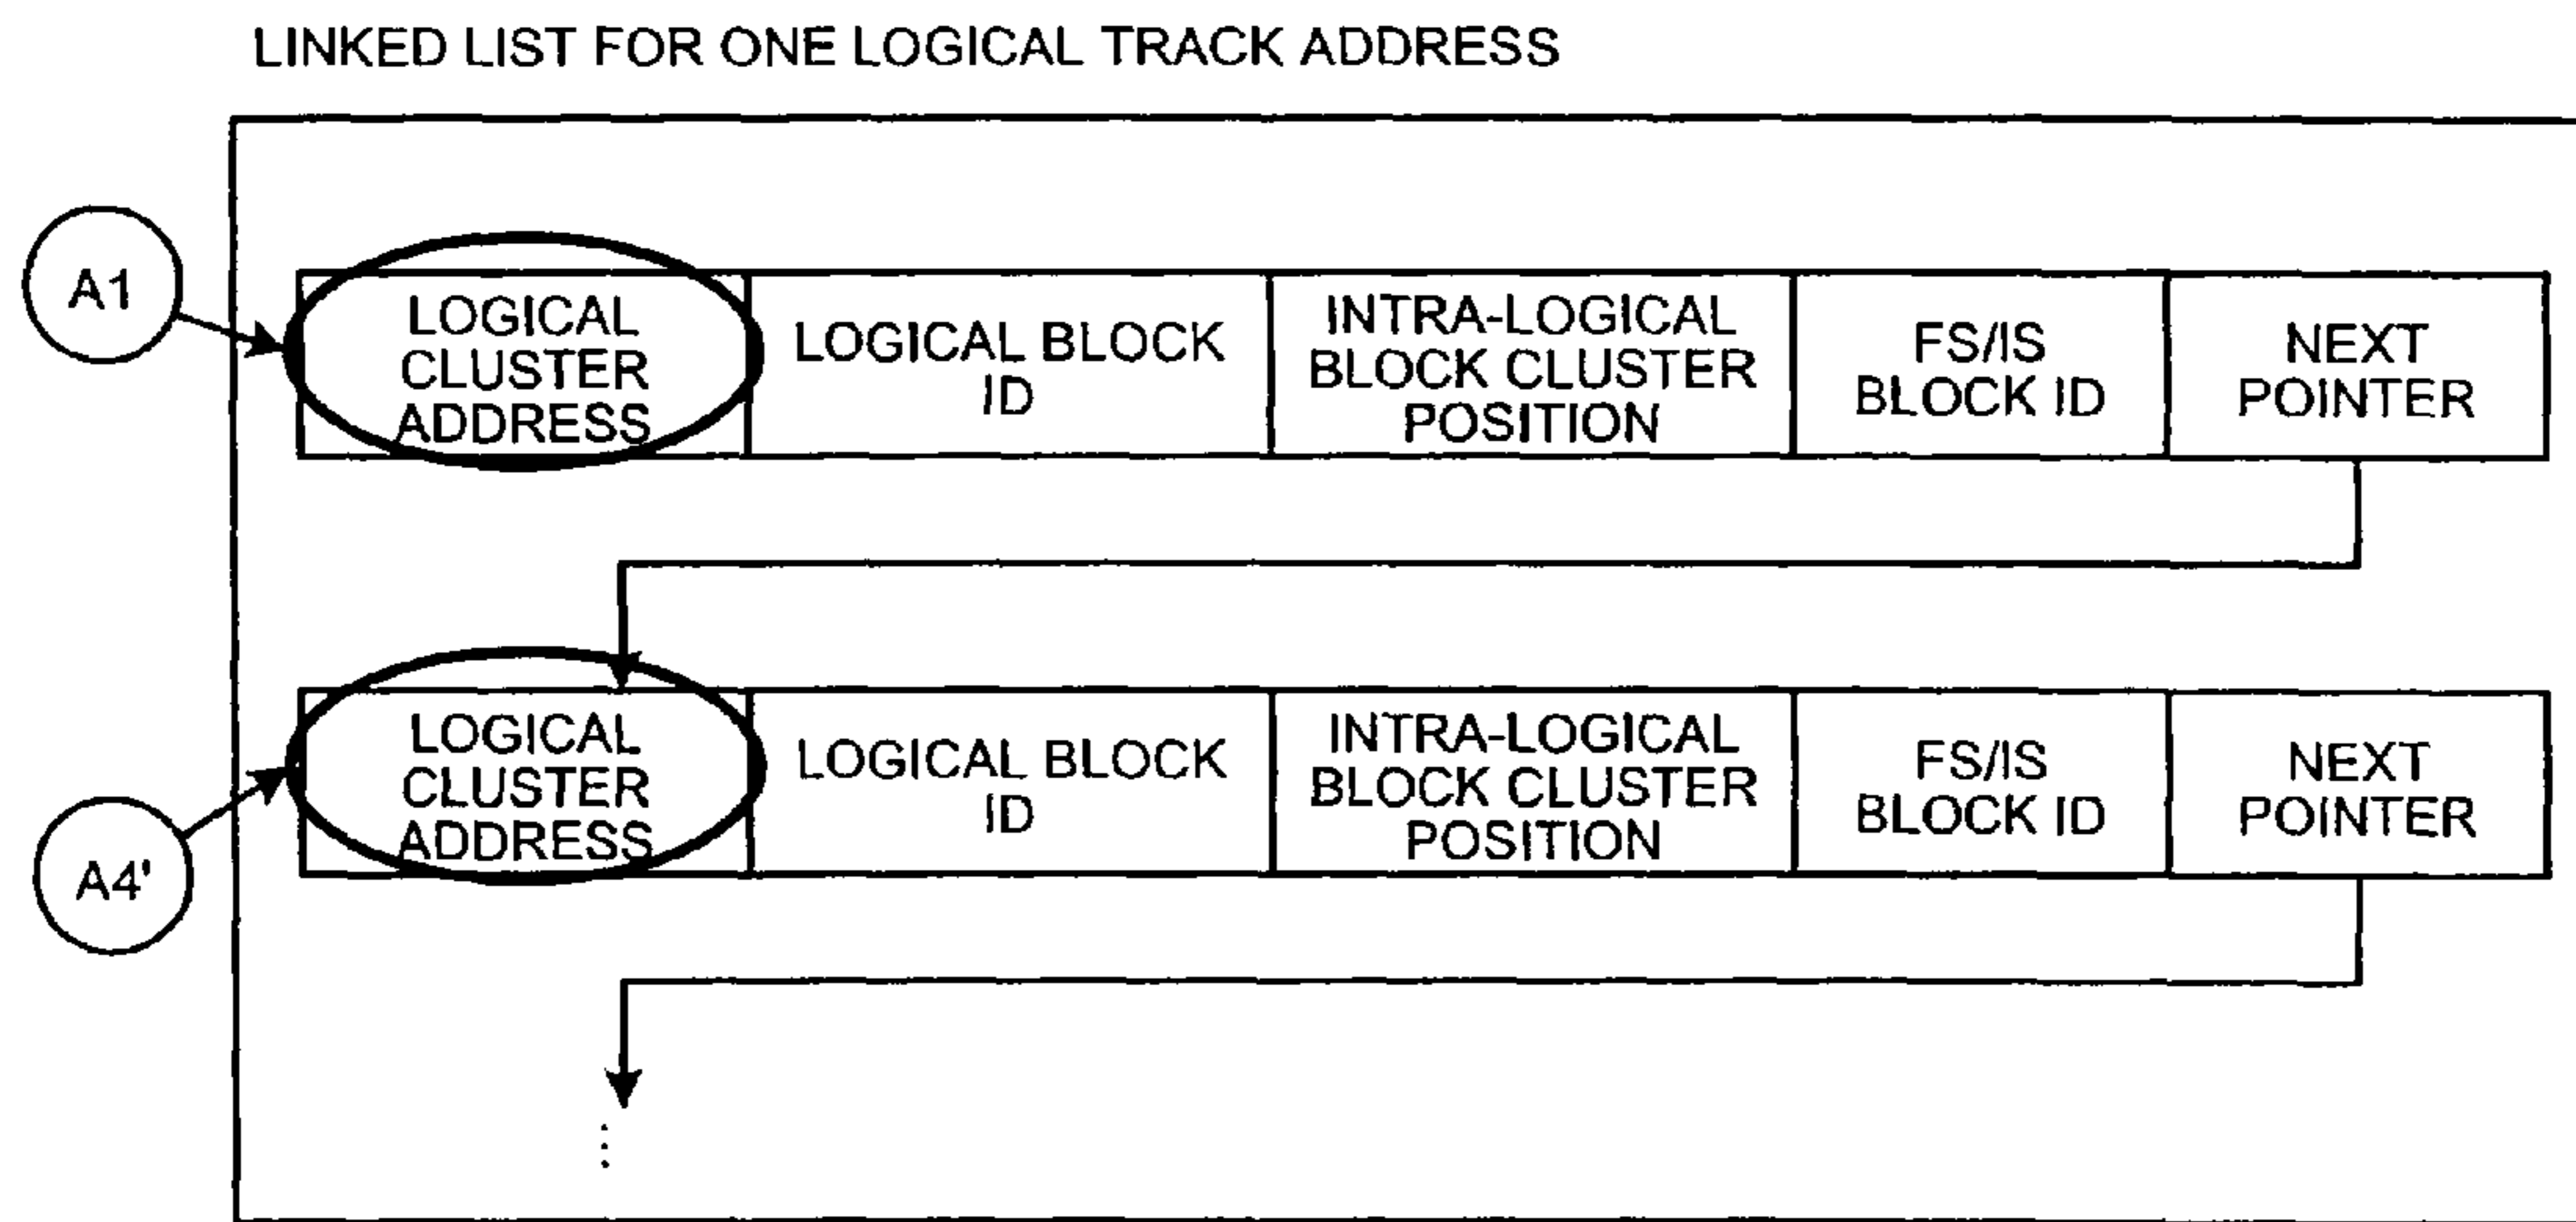 LINKED LIST FOR ONE LOGICAL TRACK ADDRESS
A1
LOGICAL
CLUSTER
ADDRESS
LOGICAL BLOCK
ID
INTRA-LOGICAL
BLOCK CLUSTER
POSITION
FS/IS
BLOCK ID
NEXT
POINTER
A4'
LOGICAL
CLUSTER
ADDRESS
LOGICAL BLOCK
ID
INTRA-LOGICAL
BLOCK CLUSTER
POSITION
FS/IS
BLOCK ID
NEXT
POINTER
⋮